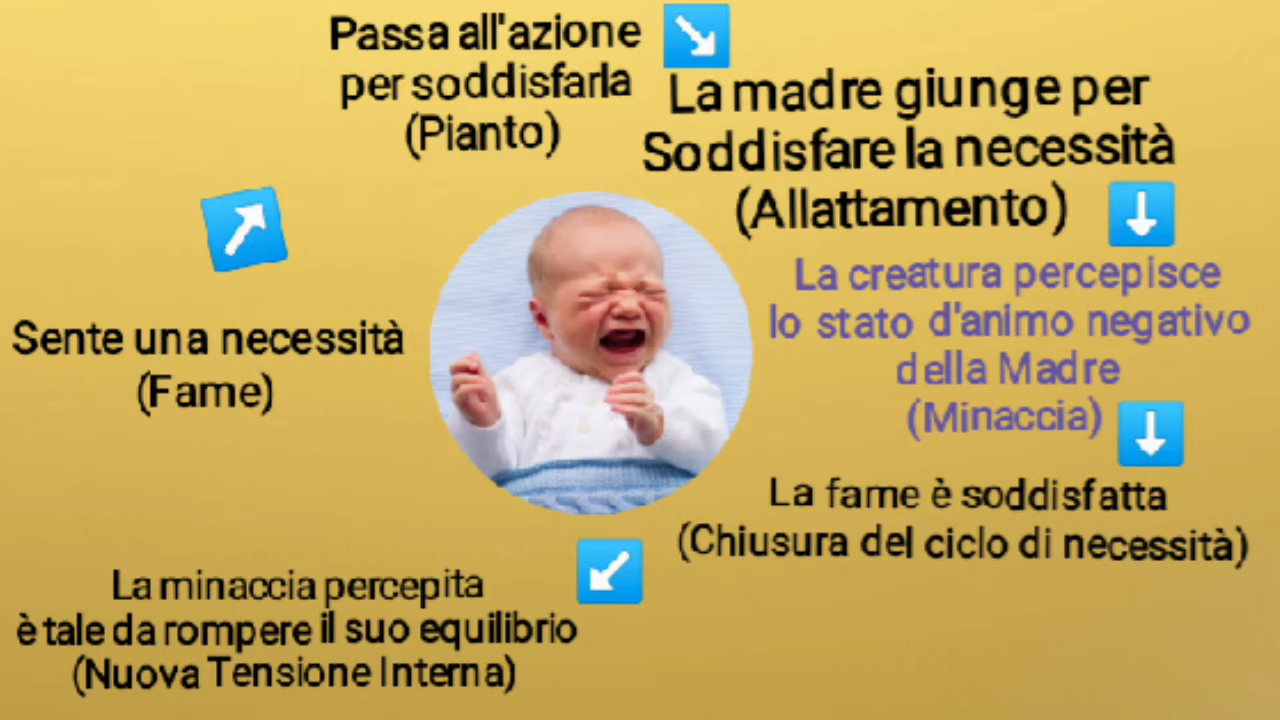 Passa all'azione
per soddisfarla
(Pianto)
La madre giunge per
Soddisfare la necessità
(Allattamento)
La creatura percepisce
lo stato d'animo negativo
della Madre
(Minaccia)
La fame è soddisfatta
(Chiusura del ciclo di necessità)
La minaccia percepita
è tale da rompere il suo equilibrio
(Nuova Tensione Interna)
Sente una necessità
(Fame)